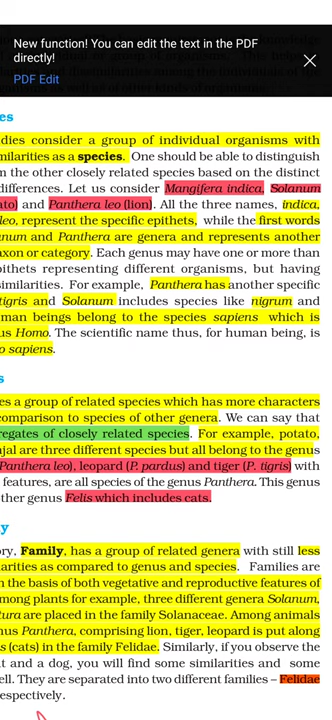 New function! You can edit the text in the PDF
directly!
PDF Edit
es
dies consider a group of individual organisms with
milarities as a species. One should be able to distinguish
m the other closely related species based on the distinct
differences. Let us consider Mangifera indica, Solanum
ato) and Panthera leo (lion). All the three names, indica,
leo, represent the specific epithets, while the first words
anum and Panthera are genera and represents another
axon or category. Each genus may have one or more than
pithets representing different organisms, but having
similarities. For example, Panthera has another specific
tigris and Solanum includes species like nigrum and
man beings belong to the species sapiens which is
us Homo. The scientific name thus, for human being, is
o sapiens.
s
es a group of related species which has more characters
comparison to species of other genera. We can say that
regates of closely related species. For example, potato,
njal are three different species but all belong to the genus
Panthera leo), leopard (P. pardus) and tiger (P. tigris) with
features, are all species of the genus Panthera. This genus
ther genus Felis which includes cats.
ly
ory, Family, has a group of related genera with still less
larities as compared to genus and species. Families are
n the basis of both vegetative and reproductive features of
mong plants for example, three different genera Solanum,
tura are placed in the family Solanaceae. Among animals
nus Panthera, comprising lion, tiger, leopard is put along
s (cats) in the family Felidae. Similarly, if you observe the
at and a dog, you will find some similarities and some
ell. They are separated into two different families – Felidae
espectively.